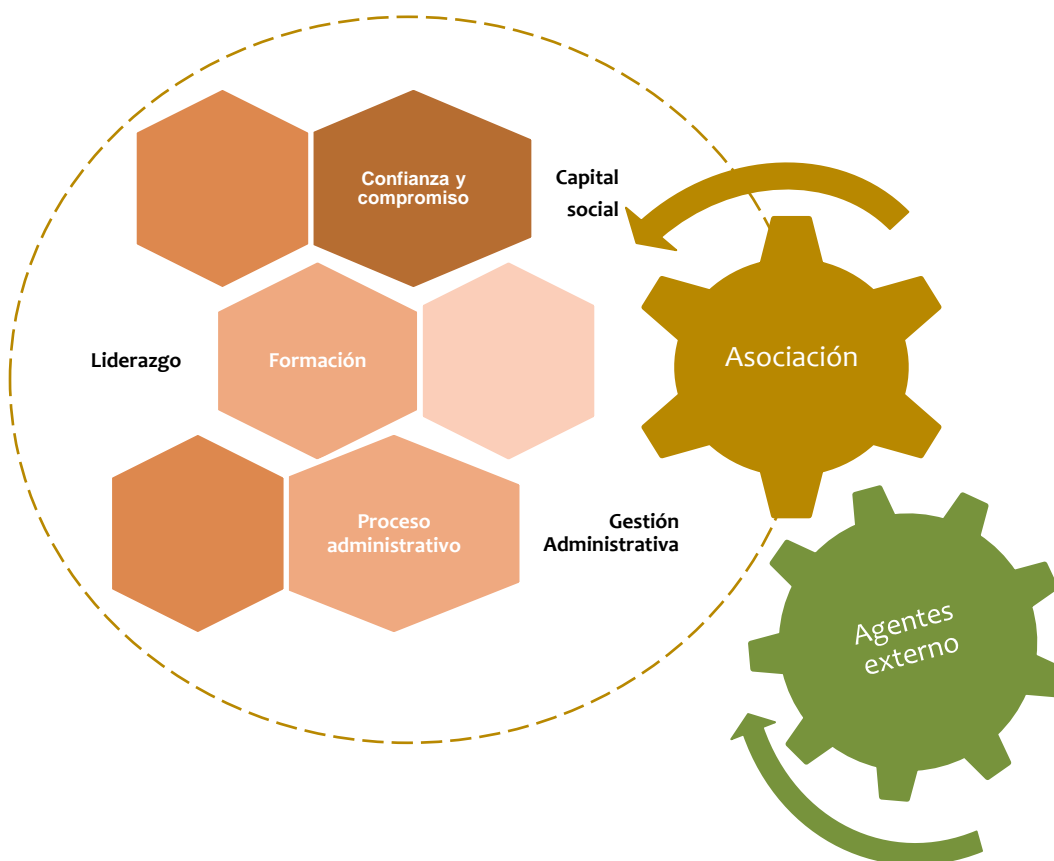 Confianza y
compromiso
Capital
social
Liderazgo
Formación
Asociación
Proceso
administrativo
Gestión
Administrativa
Agentes
externo